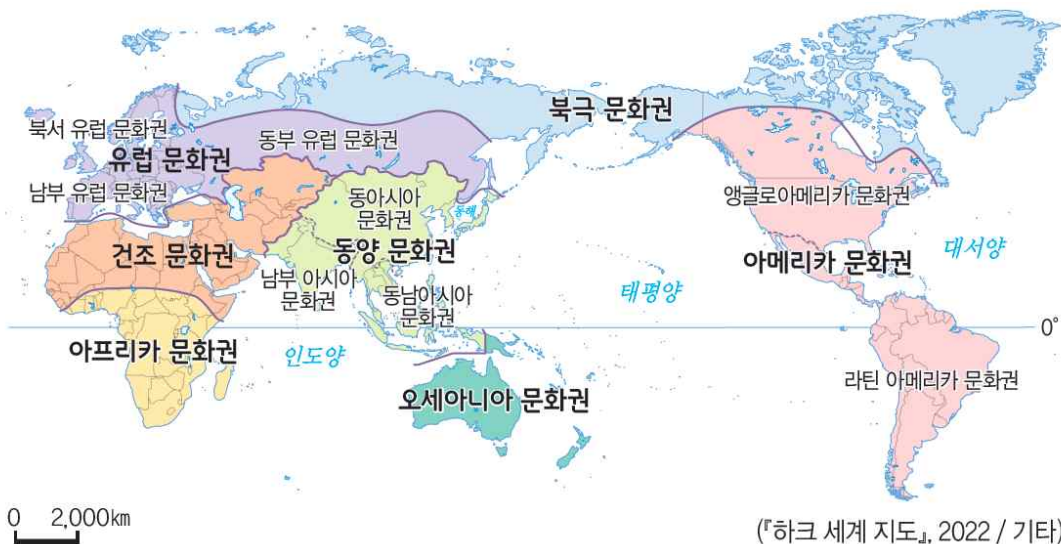 북극 문화권
북서 유럽 문화권
동부 유럽 문화권
유럽 문화권
남부 유럽 문화권
동아시아
문화권
동해
앵글로아메리카 문화권
건조 문화권
동양 문화권
남부 아시아
문화권
동남아시아
문화권
태평양
아메리카 문화권
대서양
0°
아프리카 문화권
인도양
오세아니아 문화권
라틴 아메리카 문화권
0 2,000km
(『하크 세계 지도』, 2022 / 기타)